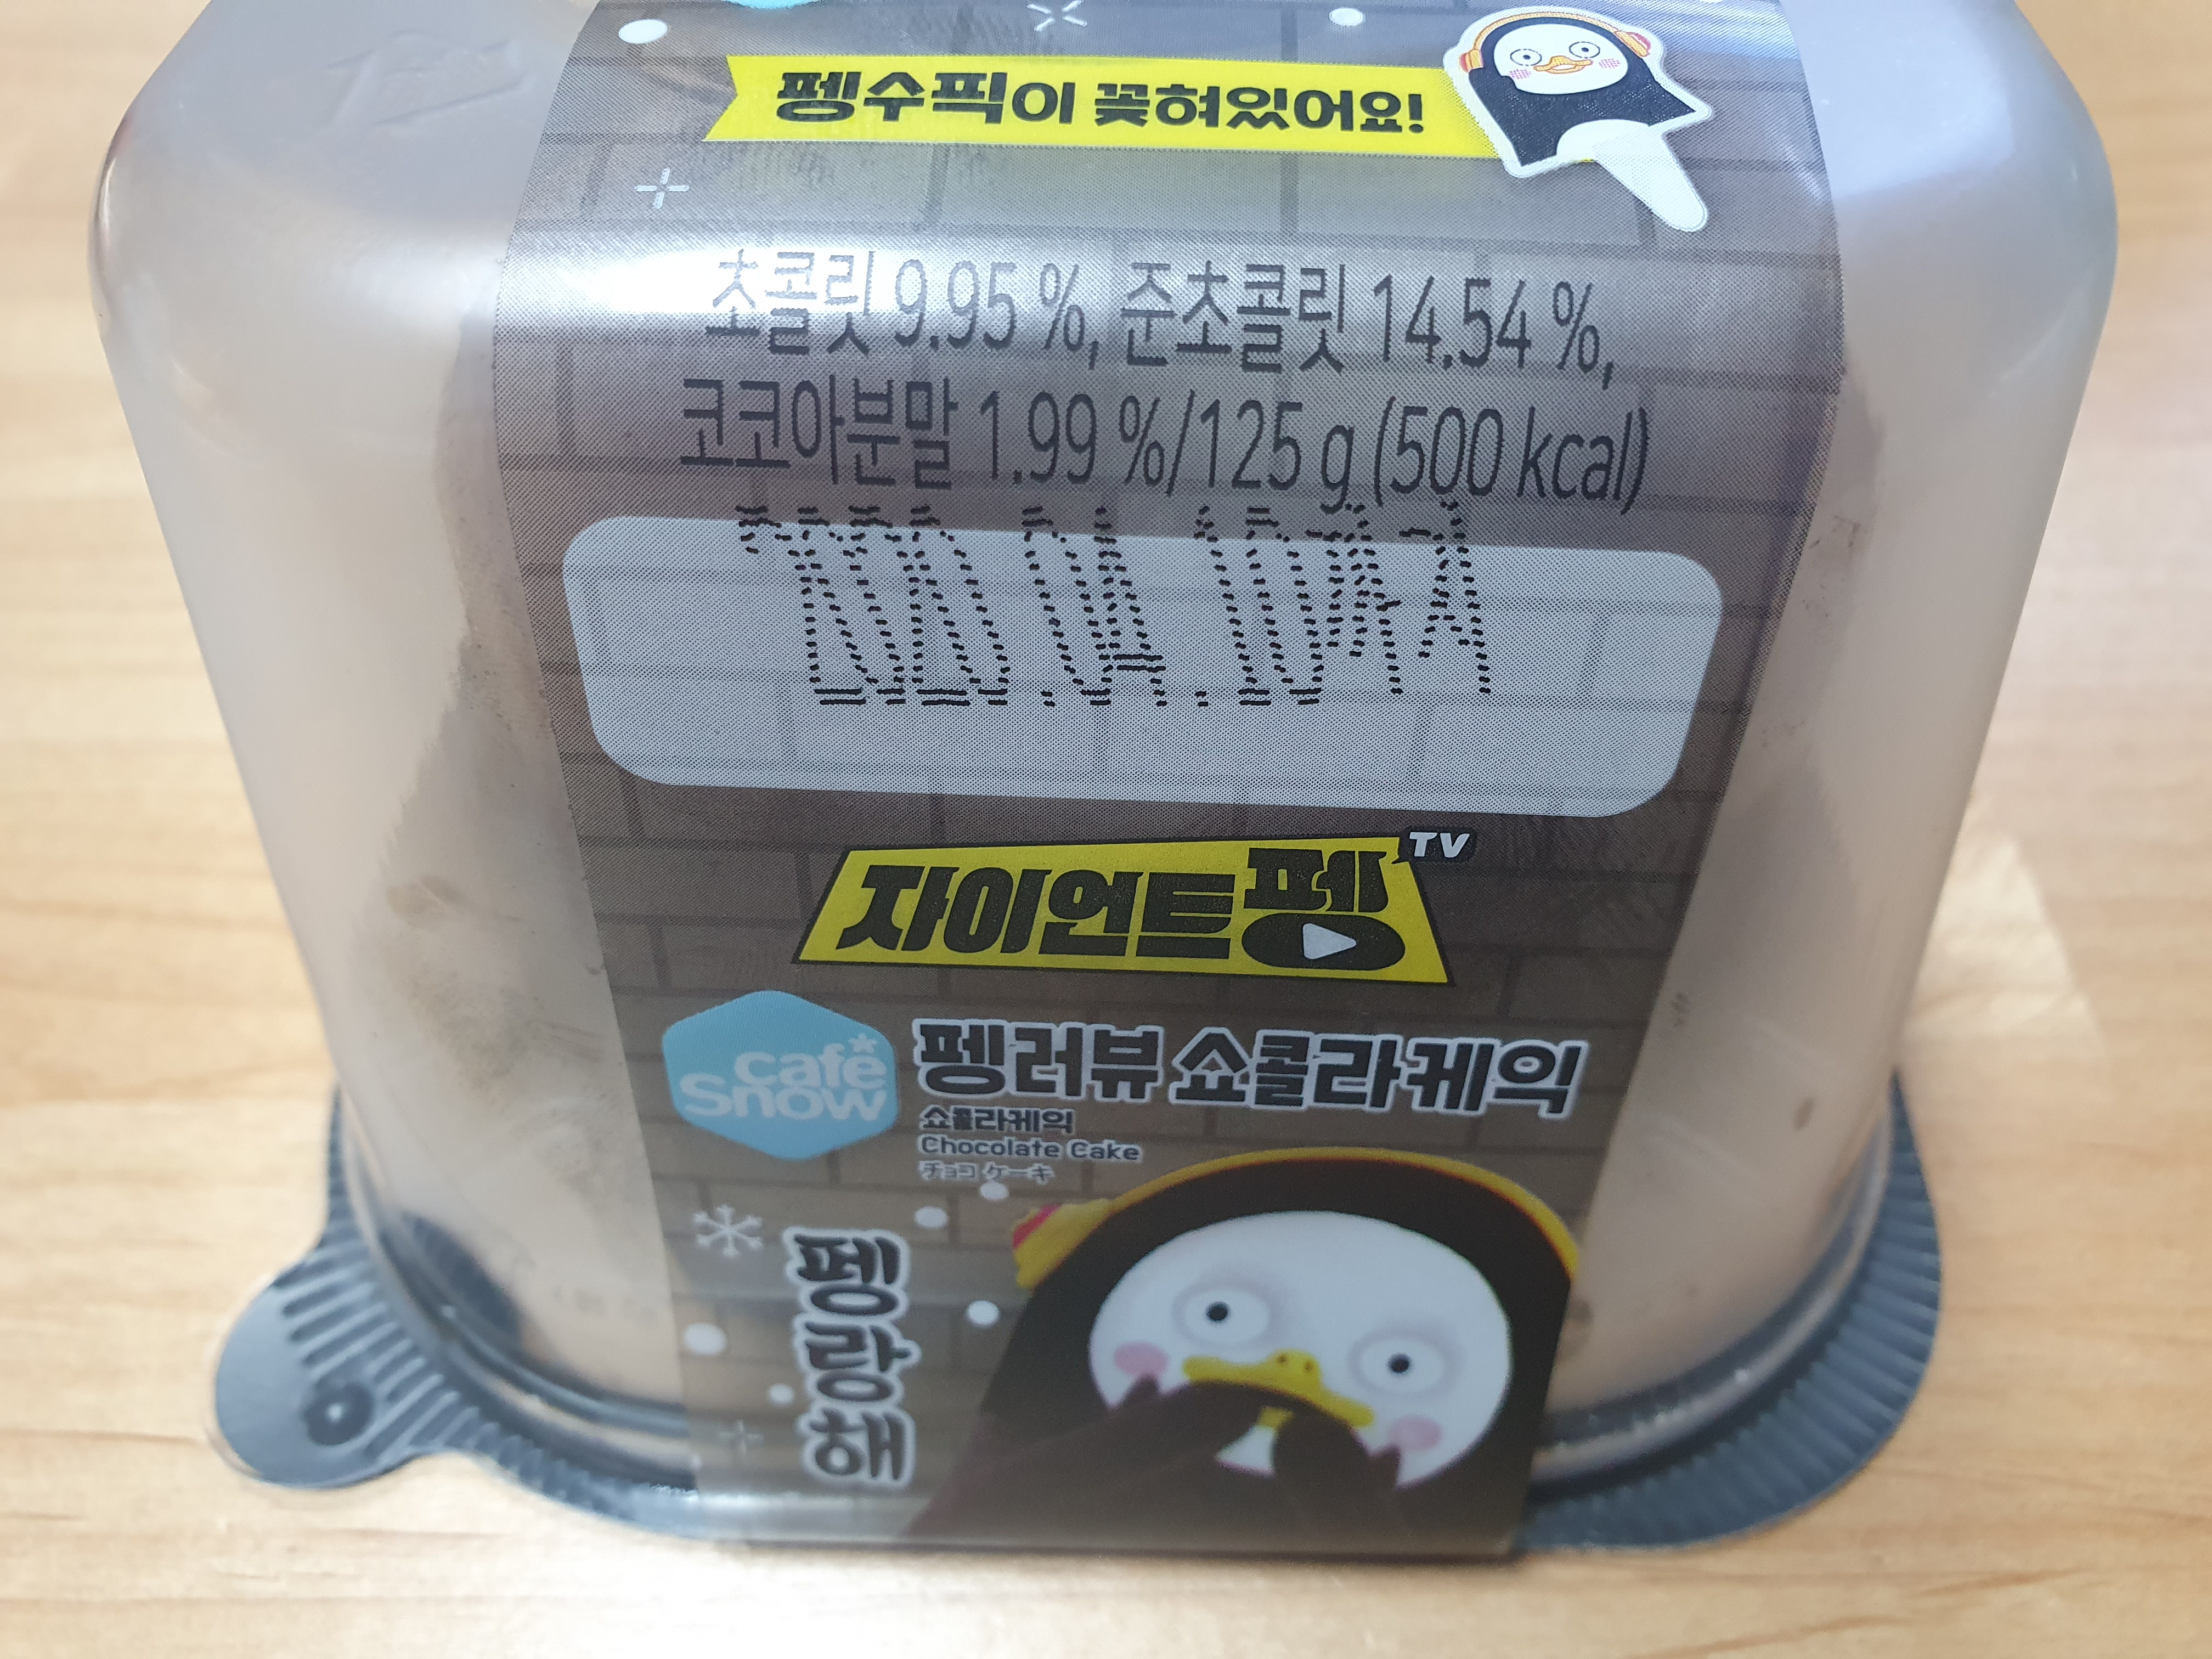 펭수픽이 꽃혀있어요!
초콜릿 9.95 %, 준초콜릿 14.54 %,
코코아분말 1.99 %/125 g (500 kcal)
자이언트펭 TV
café Snow
펭러뷰 쇼콜라케익
쇼콜라케익
Chocolate Cake
チョコ ケーキ
펭랑해